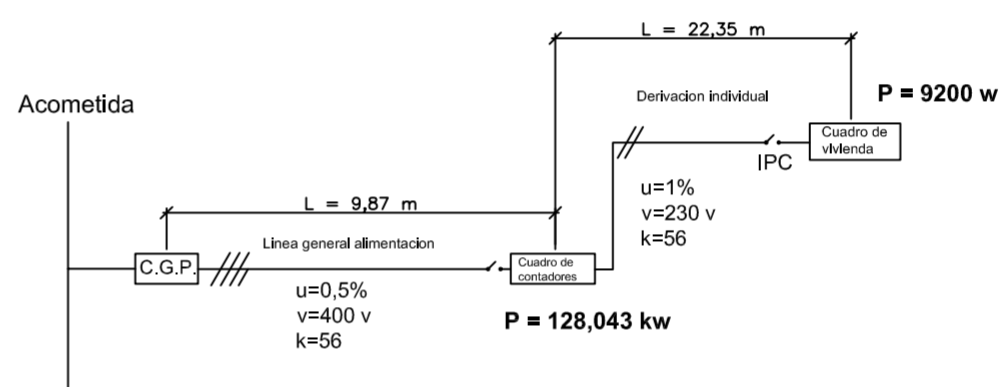 L = 22,35 m
Derivacion individual
P = 9200 w
Acometida
Cuadro de
vivienda
IPC
u=1%
v=230 v
k=56
L = 9,87 m
Linea general alimentacion
C.G.P.
Cuadro de
contadores
u=0,5%
v=400 v
k=56
P = 128,043 kw